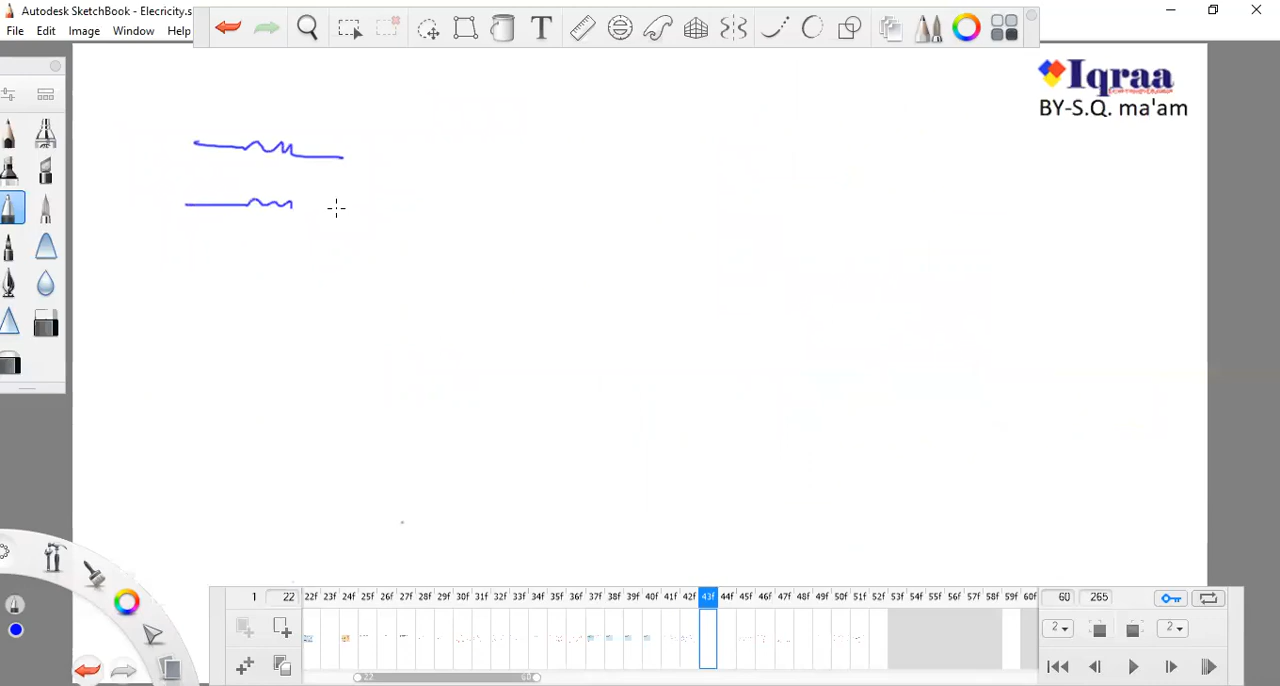 Autodesk SketchBook - Elecricity.s
File Edit Image Window Help
Iqraa
BY-S.Q. ma'am
1 22 22f 23f 24f 25f 26f 27f 28f 29f 30f 31f 32f 33f 34f 35f 36f 37f 38f 39f 40f 41f 42f 43f 44f 45f 46f 47f 48f 49f 50f 51f 52f 53f 54f 55f 56f 57f 58f 59f 60f 60 265
2 2
22 60